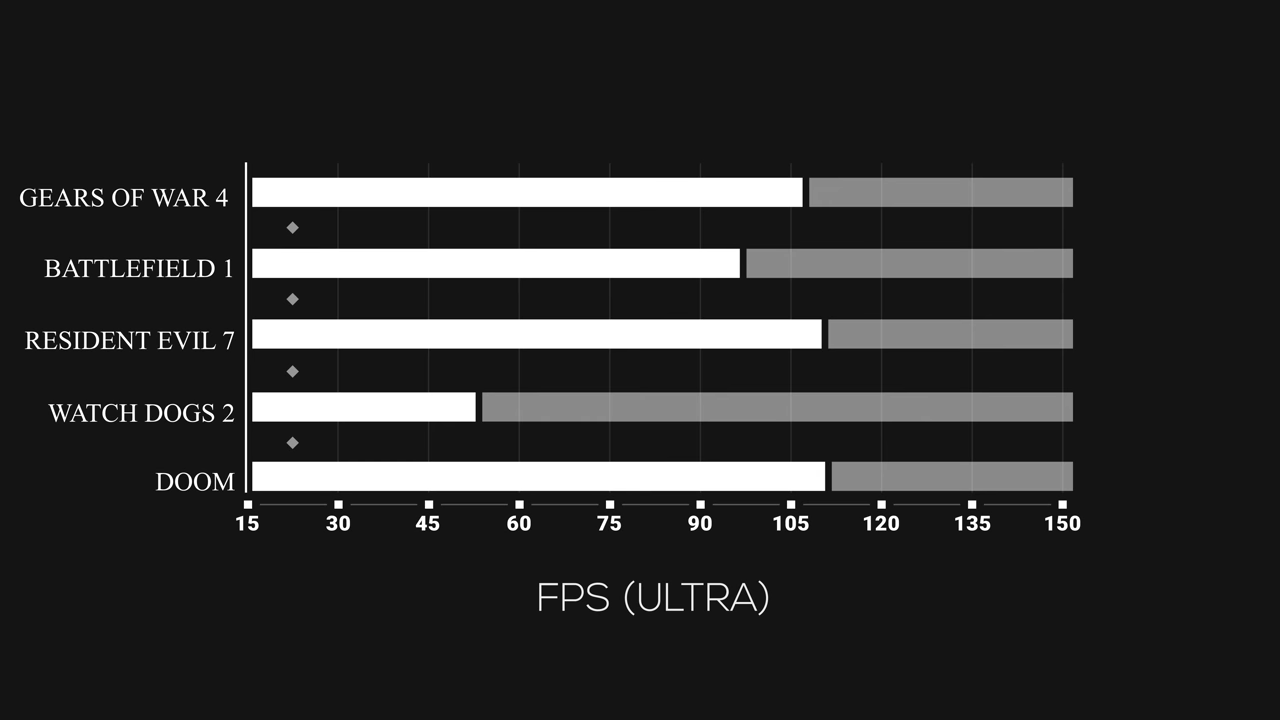 GEARS OF WAR 4
BATTLEFIELD 1
RESIDENT EVIL 7
WATCH DOGS 2
DOOM
15 30 45 60 75 90 105 120 135 150
FPS (ULTRA)